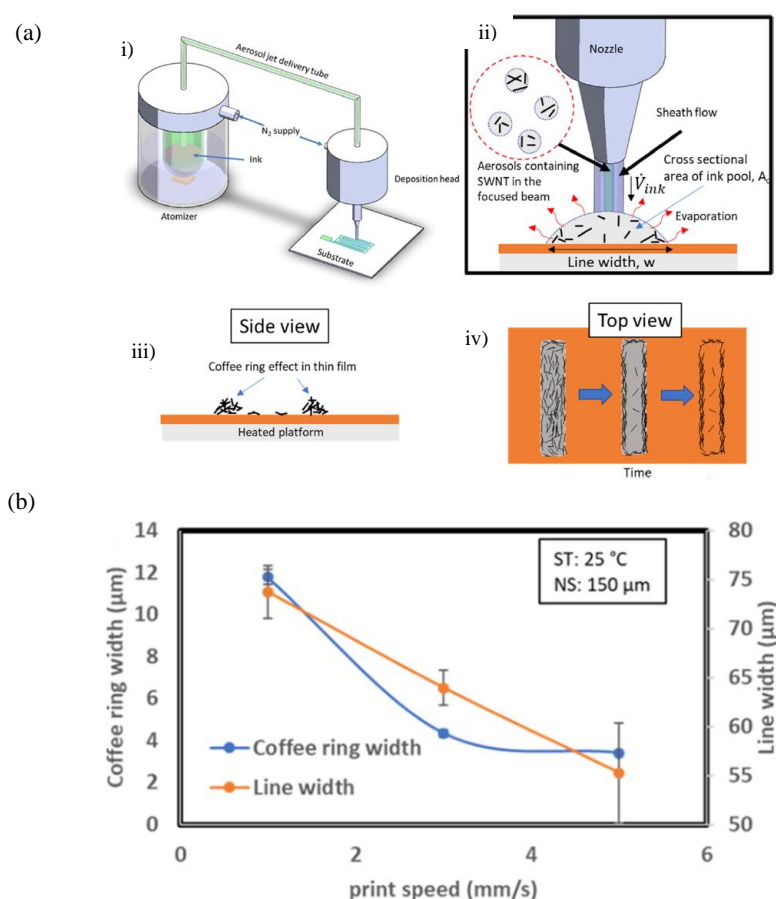 (a)
i)
Aerosol jet delivery tube
N₂ supply
Ink
Deposition head
Atomizer
Substrate
ii)
Nozzle
Sheath flow
Cross sectional
area of ink pool, A
V̇ink
Aerosols containing
SWNT in the
focused beam
Evaporation
Line width, w
Side view
iii)
Coffee ring effect in thin film
Heated platform
Top view
iv)
Time
(b)
14
12
10
8
6
4
2
0
Coffee ring width (µm)
80
75
70
65
60
55
50
Line width (µm)
ST: 25 °C
NS: 150 µm
Coffee ring width
Line width
0
2
4
6
print speed (mm/s)